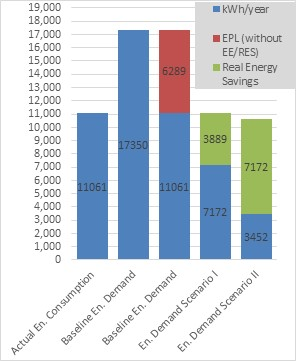 19,000
18,000
17,000
16,000
15,000
14,000
13,000
12,000
11,000
10,000
9,000
8,000
7,000
6,000
5,000
4,000
3,000
2,000
1,000
0,000
kWh/year
EPL (without
EE/RES)
Real Energy
Savings
11061
17350
6289
11061
3889
7172
7172
3452
Actual En. Consumption
Baseline En. Demand
Baseline En. Demand
En. Demand Scenario I
En. Demand Scenario II